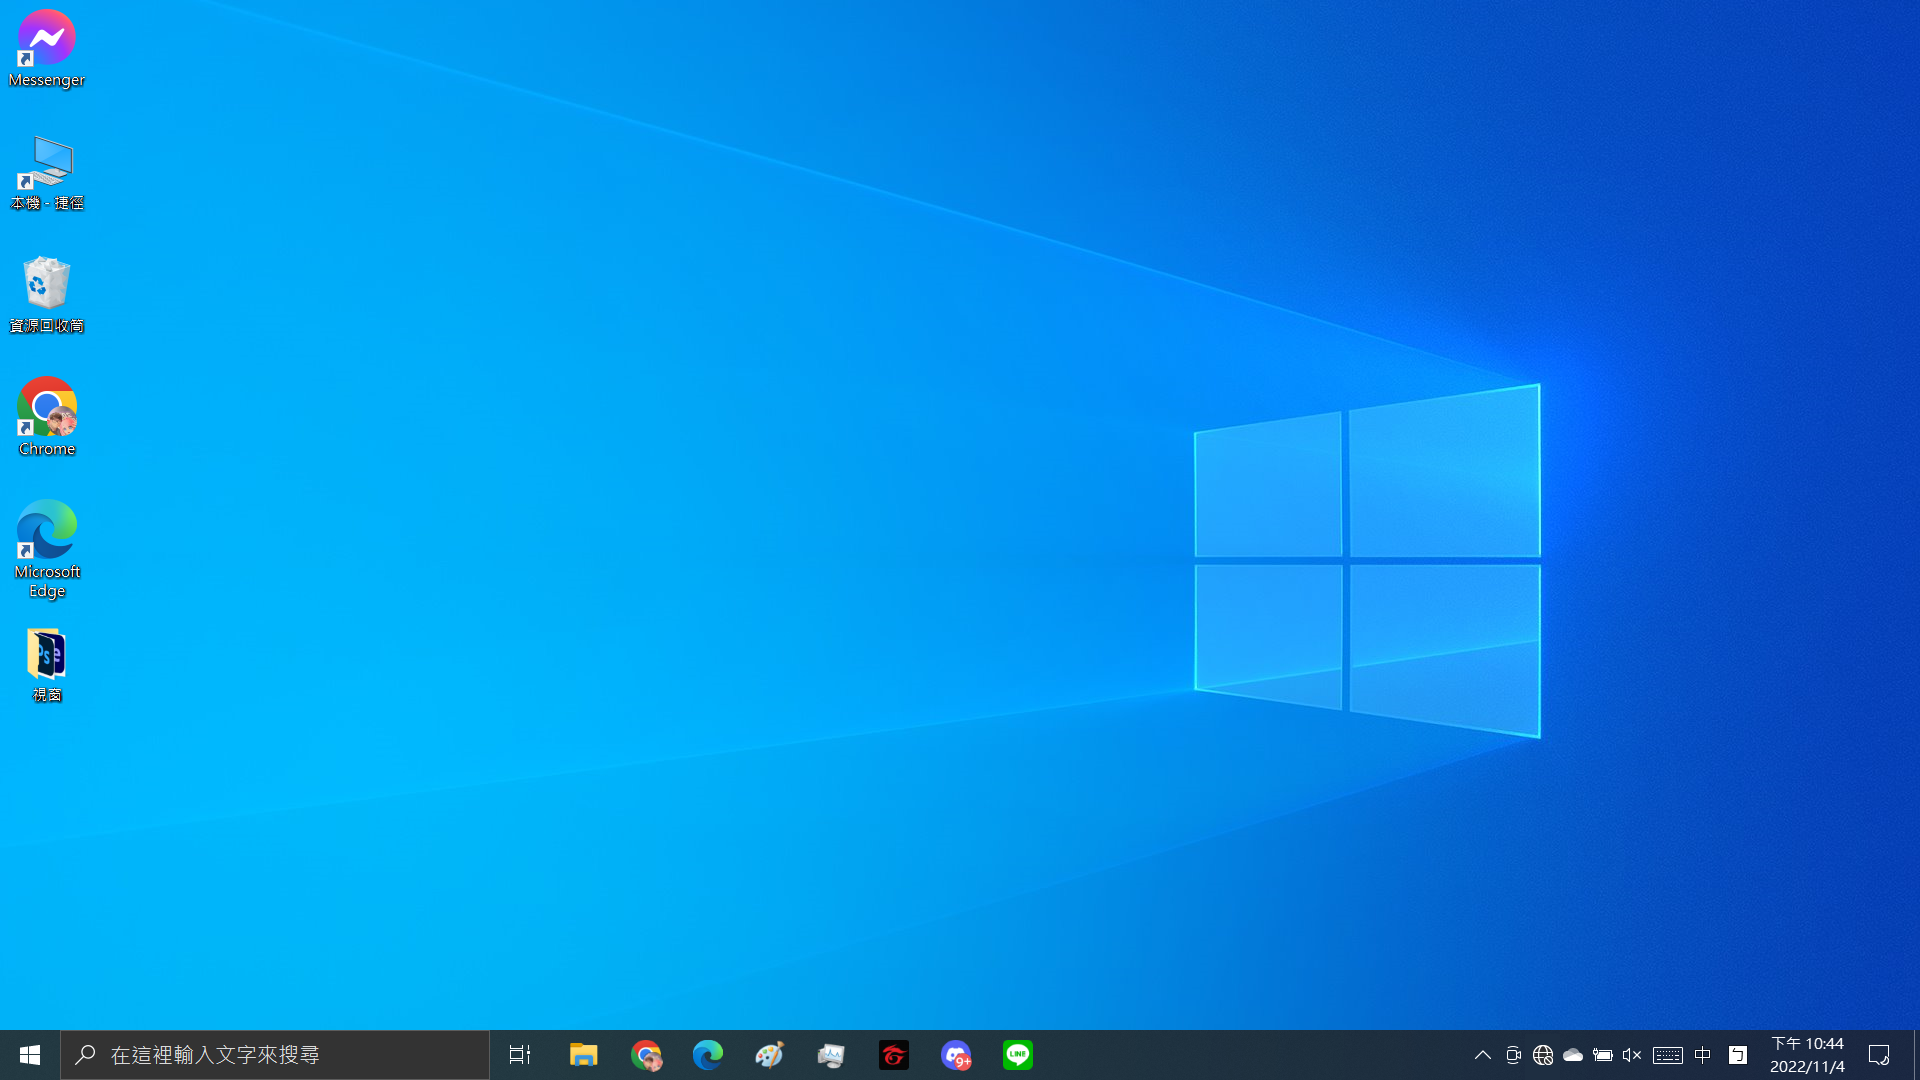 Messenger
本機 - 捷徑
資源回收筒
Chrome
Microsoft
Edge
Ps
視窗
在這裡輸入文字來搜尋
9+
LINE
中
ㄅ
下午 10:44
2022/11/4